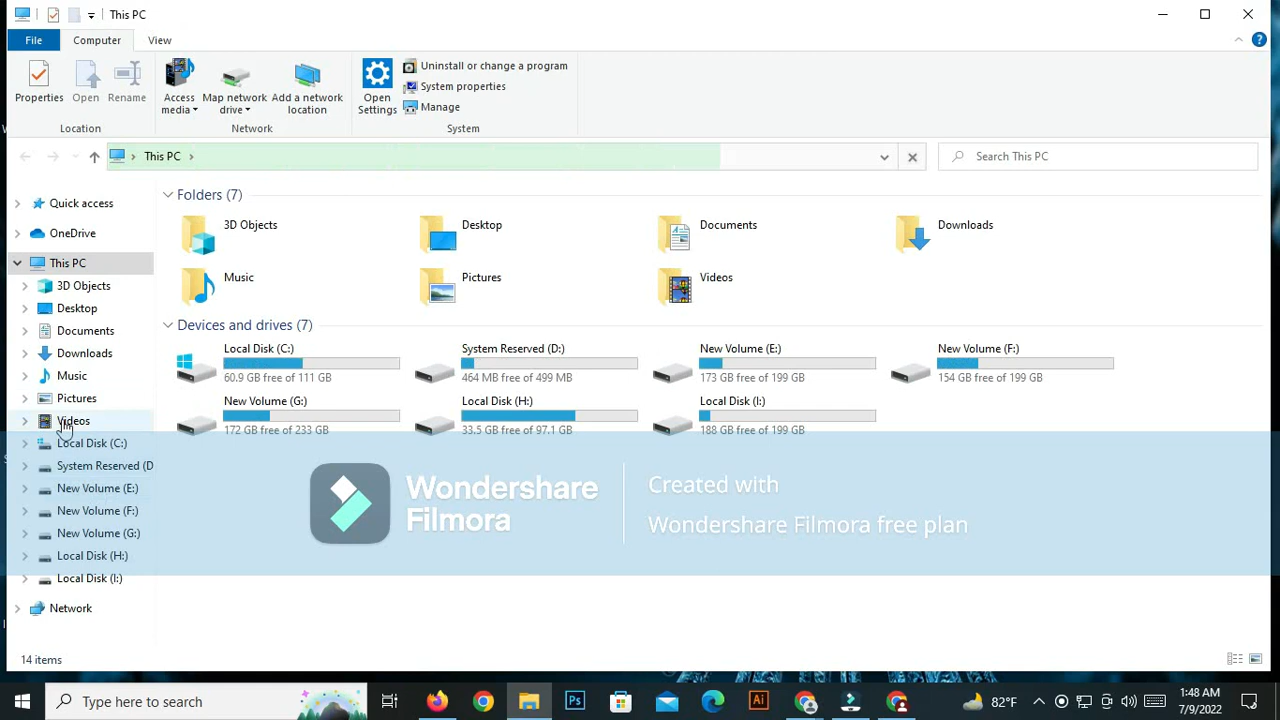 This PC
File Computer View
Properties Open Rename Access media Map network drive Add a network location Open Settings Uninstall or change a program
System properties
Manage
Location Network System
This PC Search This PC
Quick access
OneDrive
This PC
3D Objects
Desktop
Documents
Downloads
Music
Pictures
Videos
Local Disk (C:)
System Reserved (D
New Volume (E:)
New Volume (F:)
New Volume (G:)
Local Disk (H:)
Local Disk (I:)
Network
Folders (7)
3D Objects Desktop Documents Downloads
Music Pictures Videos
Devices and drives (7)
Local Disk (C:) System Reserved (D:) New Volume (E:) New Volume (F:)
60.9 GB free of 111 GB 464 MB free of 499 MB 173 GB free of 199 GB 154 GB free of 199 GB
New Volume (G:) Local Disk (H:) Local Disk (I:)
172 GB free of 233 GB 33.5 GB free of 97.1 GB 188 GB free of 199 GB
Wondershare Filmora
Created with
Wondershare Filmora free plan
14 items
Type here to search Ps Ai 82°F 1:48 AM
7/9/2022